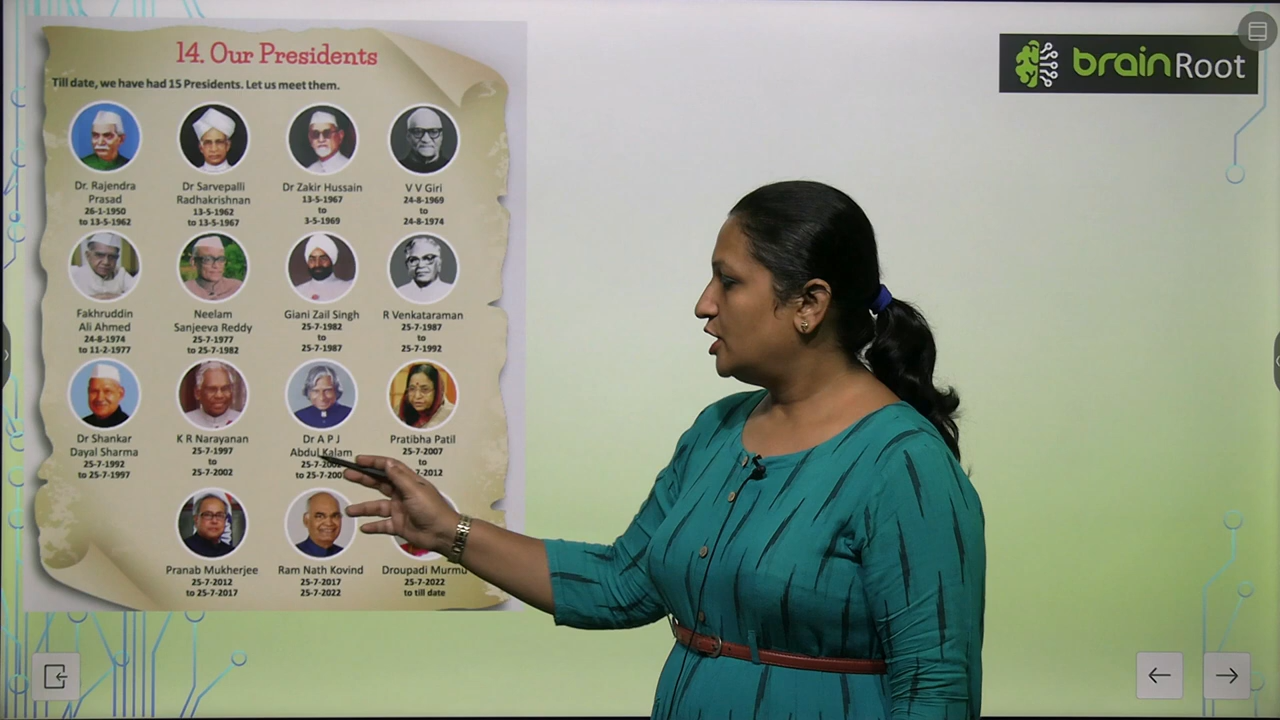 14. Our Presidents
Till date, we have had 15 Presidents. Let us meet them.
Dr. Rajendra
Prasad
26-1-1950
to 13-5-1962
Dr Sarvepalli
Radhakrishnan
13-5-1962
to 13-5-1967
Dr Zakir Hussain
13-5-1967
to
3-5-1969
V V Giri
24-8-1969
to
24-8-1974
Fakhruddin
Ali Ahmed
24-8-1974
to 11-2-1977
Neelam
Sanjeeva Reddy
25-7-1977
to 25-7-1982
Giani Zail Singh
25-7-1982
to
25-7-1987
R Venkataraman
25-7-1987
to
25-7-1992
Dr Shankar
Dayal Sharma
25-7-1992
to 25-7-1997
K R Narayanan
25-7-1997
to
25-7-2002
Dr A P J
Abdul Kalam
to
Pratibha Patil
25-7-2007
to
-2012
Pranab Mukherjee
25-7-2012
to 25-7-2017
Ram Nath Kovind
25-7-2017
25-7-2022
Droupadi Murmu
25-7-2022
to till date
brainRoot